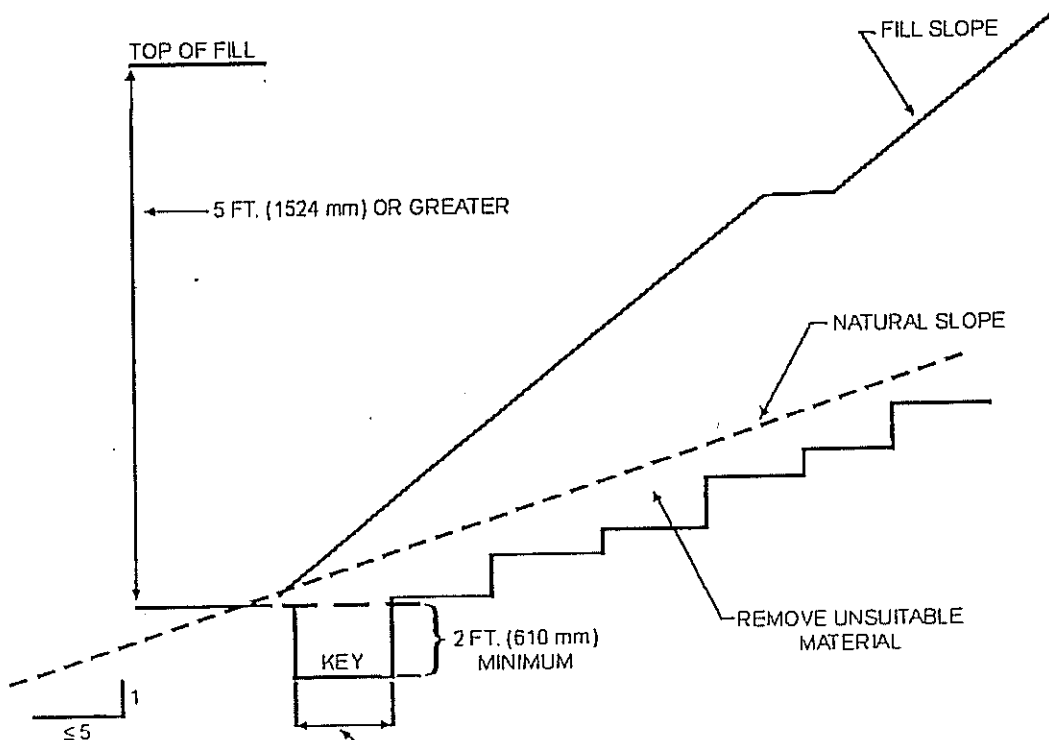 TOP OF FILL
FILL SLOPE
5 FT. (1524 mm) OR GREATER
NATURAL SLOPE
REMOVE UNSUITABLE
MATERIAL
2 FT. (610 mm)
MINIMUM
KEY
1
≤ 5